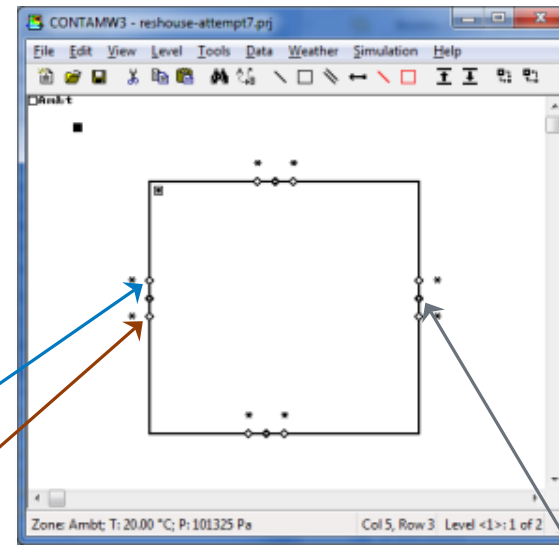 CONTAMW3 - reshouse-attempt7.prj
File Edit View Level Tools Data Weather Simulation Help
Ambt
Zone: Ambt; T: 20.00 °C; P: 101325 Pa Col 5, Row 3 Level <1>: 1 of 2